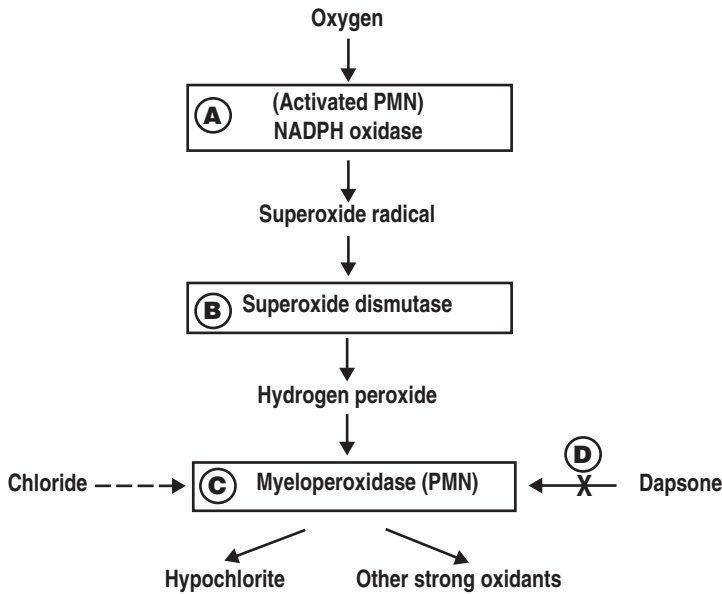 Oxygen
A
(Activated PMN)
NADPH oxidase
Superoxide radical
B Superoxide dismutase
Hydrogen peroxide
D
Chloride C Myeloperoxidase (PMN) X Dapsone
Hypochlorite Other strong oxidants